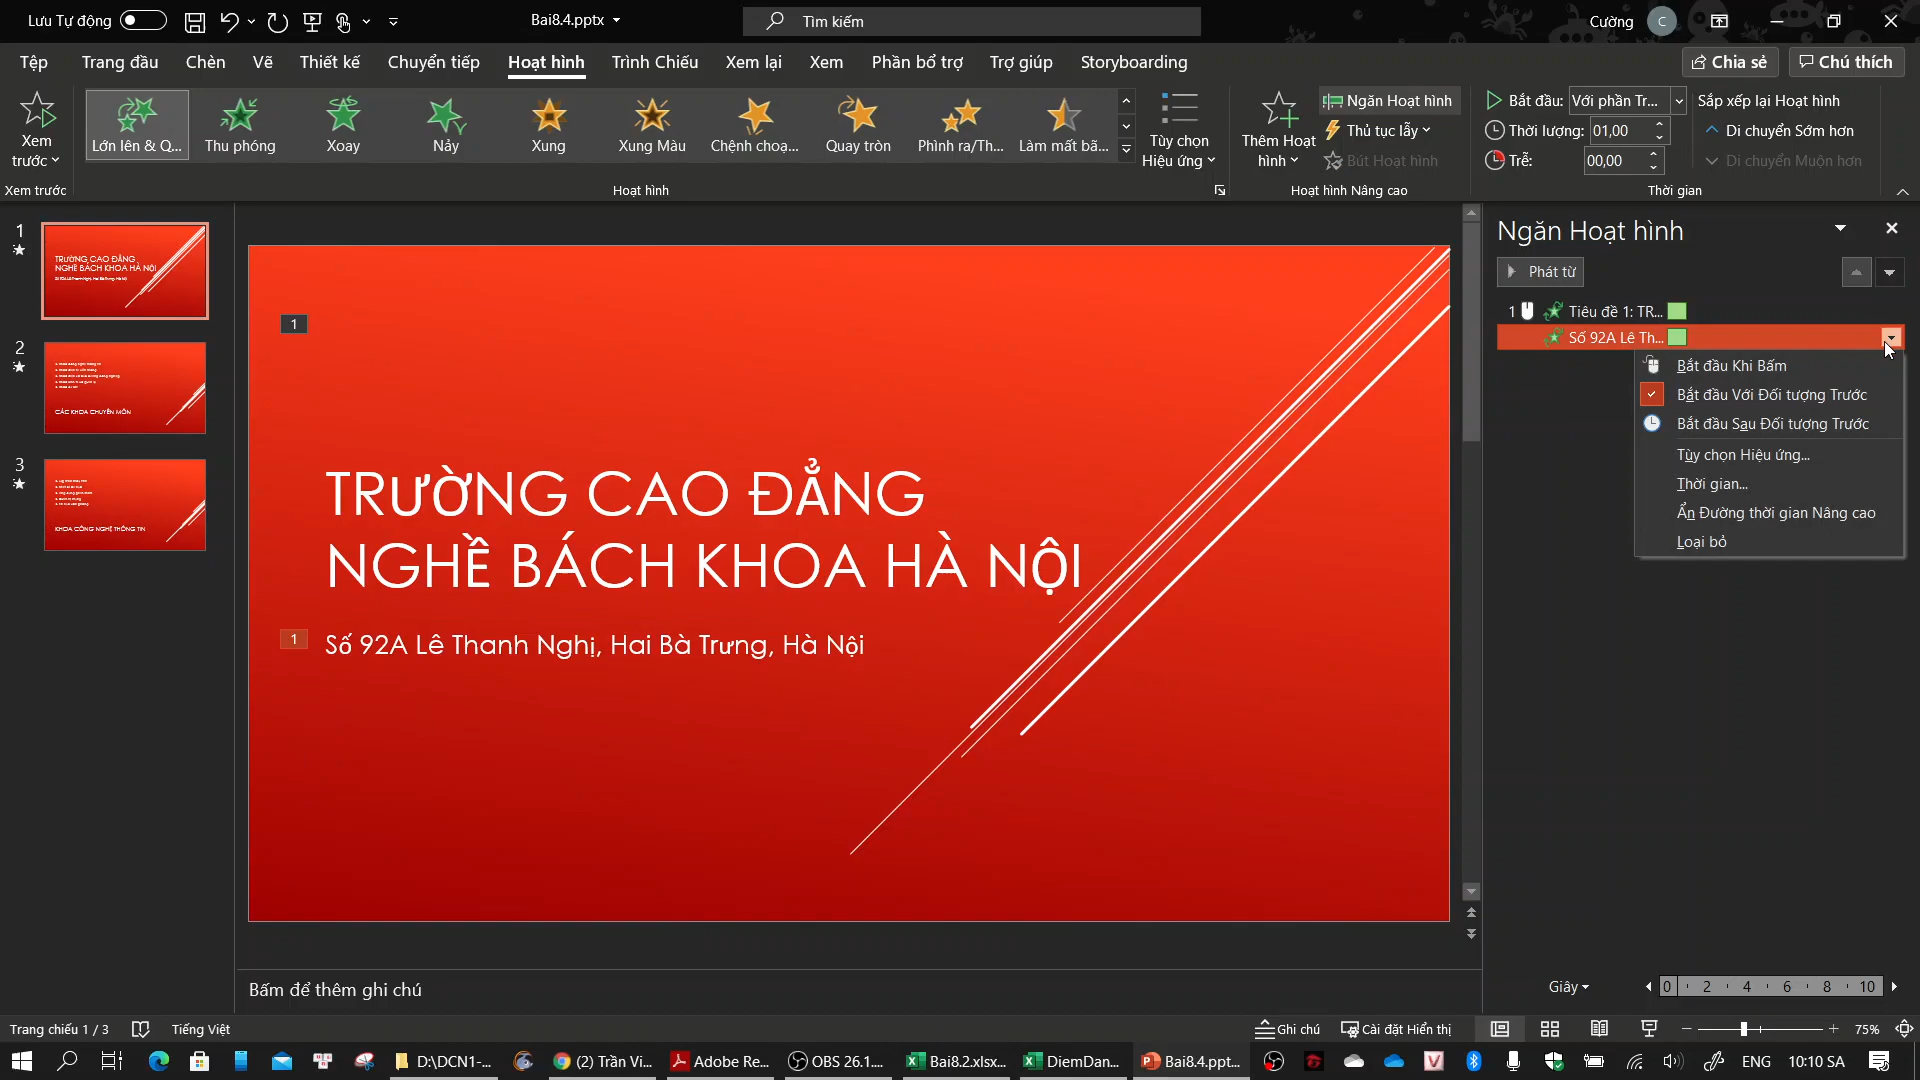 Lưu Tự động
Bai8.4.pptx
Tìm kiếm
Cường
C
Tệp
Trang đầu
Chèn
Vẽ
Thiết kế
Chuyển tiếp
Hoạt hình
Trình Chiếu
Xem lại
Xem
Phần bổ trợ
Trợ giúp
Storyboarding
Chia sẻ
Chú thích
Xem
trước
Lớn lên & Q...
Thu phóng
Xoay
Nảy
Xung
Xung Màu
Chệnh choạ...
Quay tròn
Phình ra/Th...
Làm mất bã...
Tùy chọn
Hiệu ứng
Thêm Hoạt
hình
Ngăn Hoạt hình
Thủ tục lẫy
Bút Hoạt hình
Bắt đầu: Với phần Tr...
Thời lượng: 01,00
Trễ: 00,00
Sắp xếp lại Hoạt hình
Di chuyển Sớm hơn
Di chuyển Muộn hơn
Xem trước
Hoạt hình
Hoạt hình Nâng cao
Thời gian
1
TRƯỜNG CAO ĐẲNG
NGHỀ BÁCH KHOA HÀ NỘI
2
CÁC KHOA CHUYÊN MÔN
3
KHOA CÔNG NGHỆ THÔNG TIN
1
TRƯỜNG CAO ĐẲNG
NGHỀ BÁCH KHOA HÀ NỘI
1
Số 92A Lê Thanh Nghị, Hai Bà Trưng, Hà Nội
Ngăn Hoạt hình
Phát từ
1 Tiêu đề 1: TR...
Số 92A Lê Th...
Bắt đầu Khi Bấm
Bắt đầu Với Đối tượng Trước
Bắt đầu Sau Đối tượng Trước
Tùy chọn Hiệu ứng...
Thời gian...
Ẩn Đường thời gian Nâng cao
Loại bỏ
Giây
0 2 4 6 8 10
Bấm để thêm ghi chú
Trang chiếu 1 / 3
Tiếng Việt
Ghi chú
Cài đặt Hiển thị
75%
D:\DCN1-...
(2) Trần Vi...
Adobe Re...
OBS 26.1....
Bai8.2.xlsx...
DiemDan...
Bai8.4.ppt...
ENG
10:10 SA